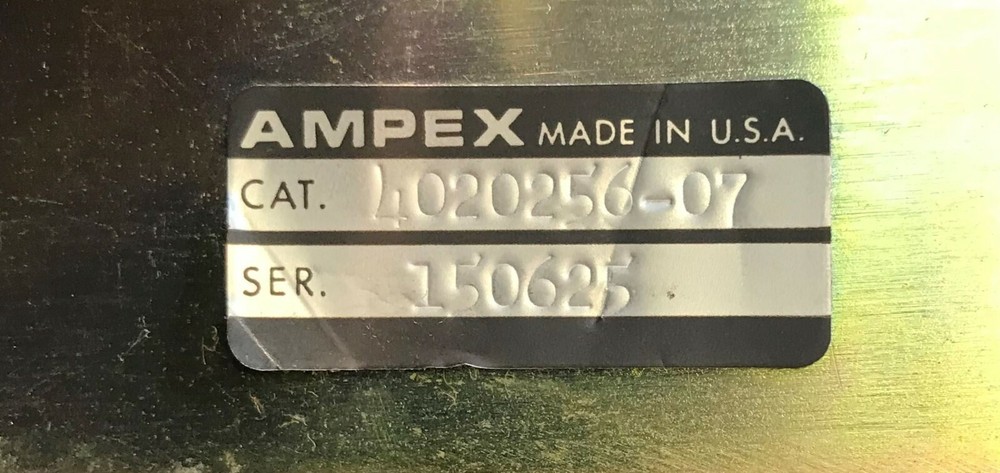 AMPEX MADE IN U.S.A.
CAT. 4020256-07
SER. 150625